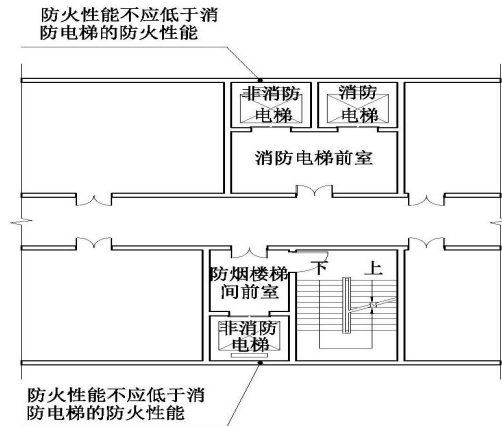 防火性能不应低于消
防电梯的防火性能
非消防
电梯
消防
电梯
消防电梯前室
防烟楼梯
间前室
下
上
非消防
电梯
防火性能不应低于消
防电梯的防火性能